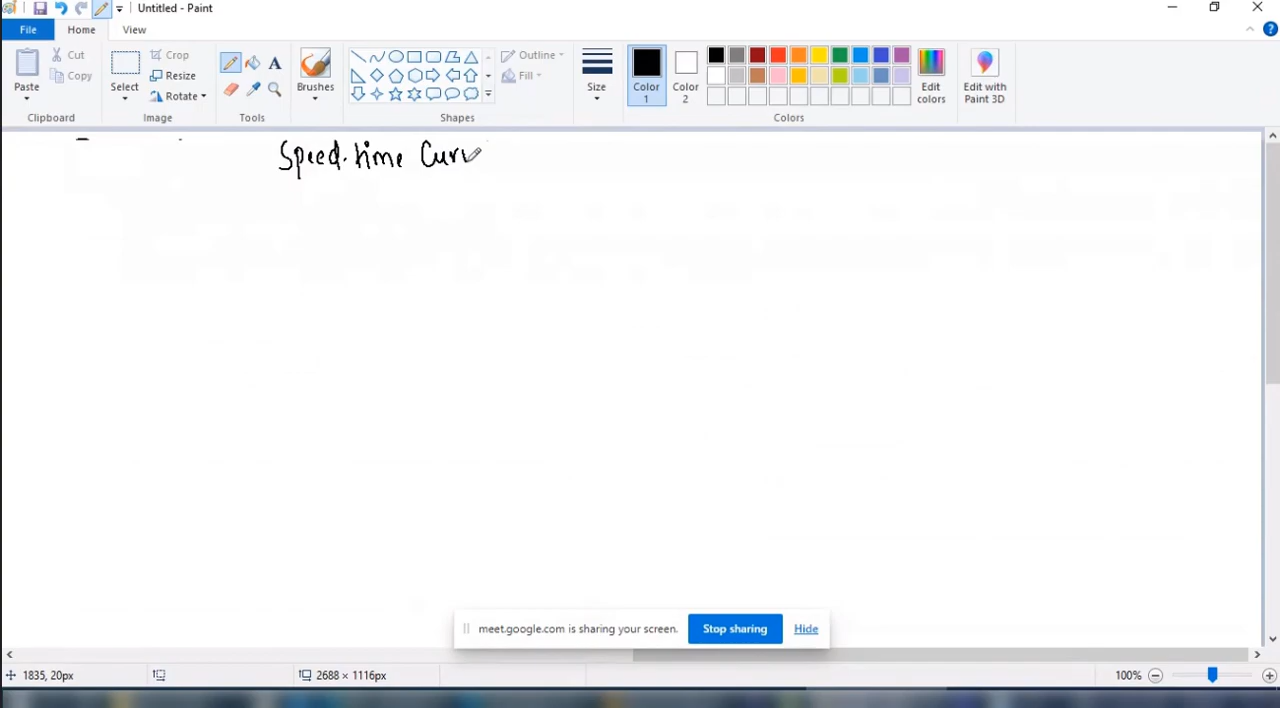 Untitled - Paint
File Home View
Paste Cut Copy Clipboard
Select Crop Resize Rotate Image
Tools
Brushes
Outline Fill Shapes
Size
Color 1 Color 2 Edit colors Edit with Paint 3D Colors
Speed-time Curv
meet.google.com is sharing your screen. Stop sharing Hide
1835, 20px 2688 × 1116px 100%